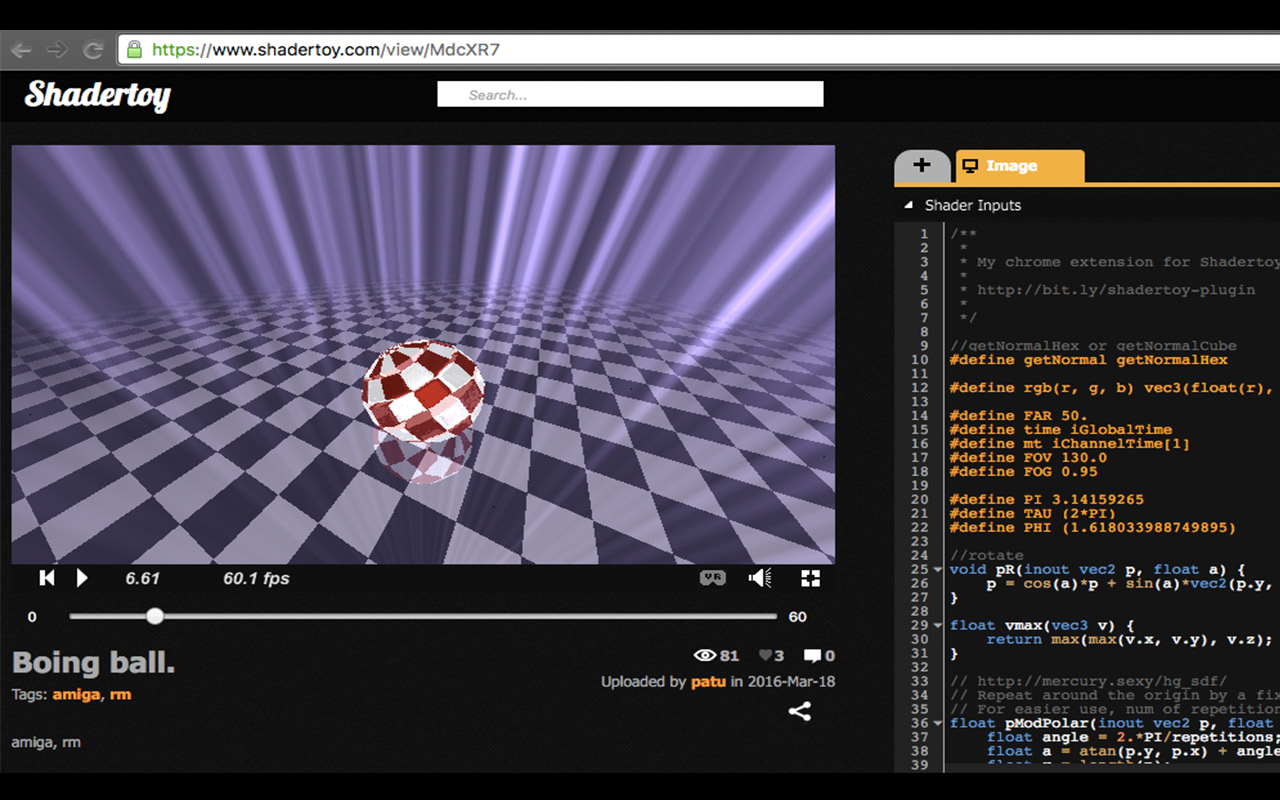 https://www.shadertoy.com/view/MdcXR7
Shadertoy
Search...
6.61 60.1 fps VR
0 60
Boing ball.
81 3 0
Tags: amiga, rm
Uploaded by patu in 2016-Mar-18
amiga, rm
+ Image
Shader Inputs
1 /**
2 *
3 * My chrome extension for Shadertoy
4 *
5 * http://bit.ly/shadertoy-plugin
6 *
7 */
8
9 //getNormalHex or getNormalCube
10 #define getNormal getNormalHex
11
12 #define rgb(r, g, b) vec3(float(r),
13
14 #define FAR 50.
15 #define time iGlobalTime
16 #define mt iChannelTime[1]
17 #define FOV 130.0
18 #define FOG 0.95
19
20 #define PI 3.14159265
21 #define TAU (2*PI)
22 #define PHI (1.618033988749895)
23
24 //rotate
25 void pR(inout vec2 p, float a) {
26 p = cos(a)*p + sin(a)*vec2(p.y,
27 }
28
29 float vmax(vec3 v) {
30 return max(max(v.x, v.y), v.z);
31 }
32
33 // http://mercury.sexy/hg_sdf/
34 // Repeat around the origin by a fix
35 // For easier use, num of repetition
36 float pModPolar(inout vec2 p, float
37 float angle = 2.*PI/repetitions;
38 float a = atan(p.y, p.x) + angle
39